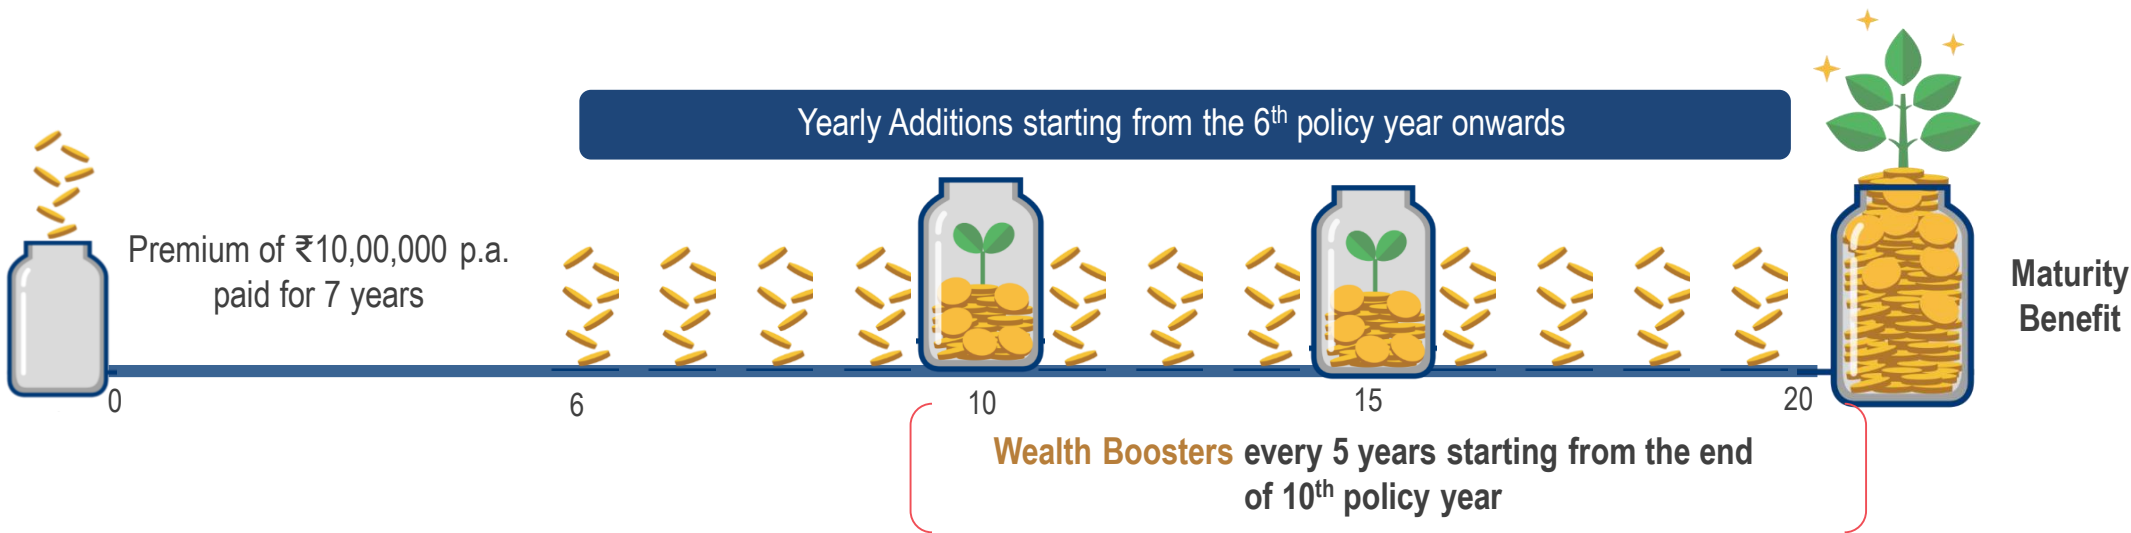 Yearly Additions starting from the 6th policy year onwards
Premium of ₹10,00,000 p.a.
paid for 7 years
Maturity
Benefit
0
6
10
15
20
Wealth Boosters every 5 years starting from the end
of 10th policy year